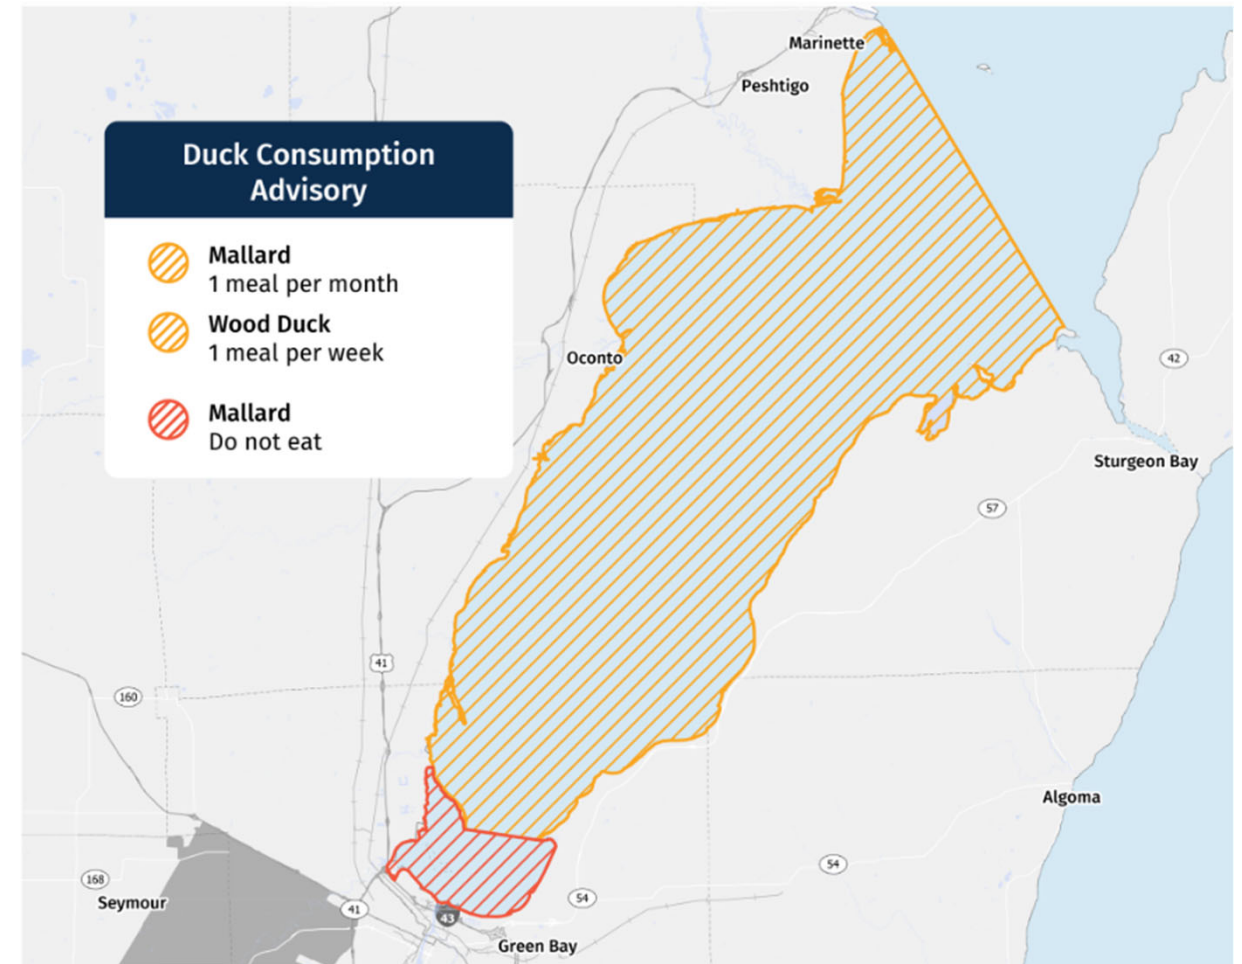 Marinette
Peshtigo
Duck Consumption
Advisory
Mallard
1 meal per month
Wood Duck
1 meal per week
Mallard
Do not eat
Oconto
42
Sturgeon Bay
57
41
160
Algoma
54
168
Seymour
41
43
54
Green Bay